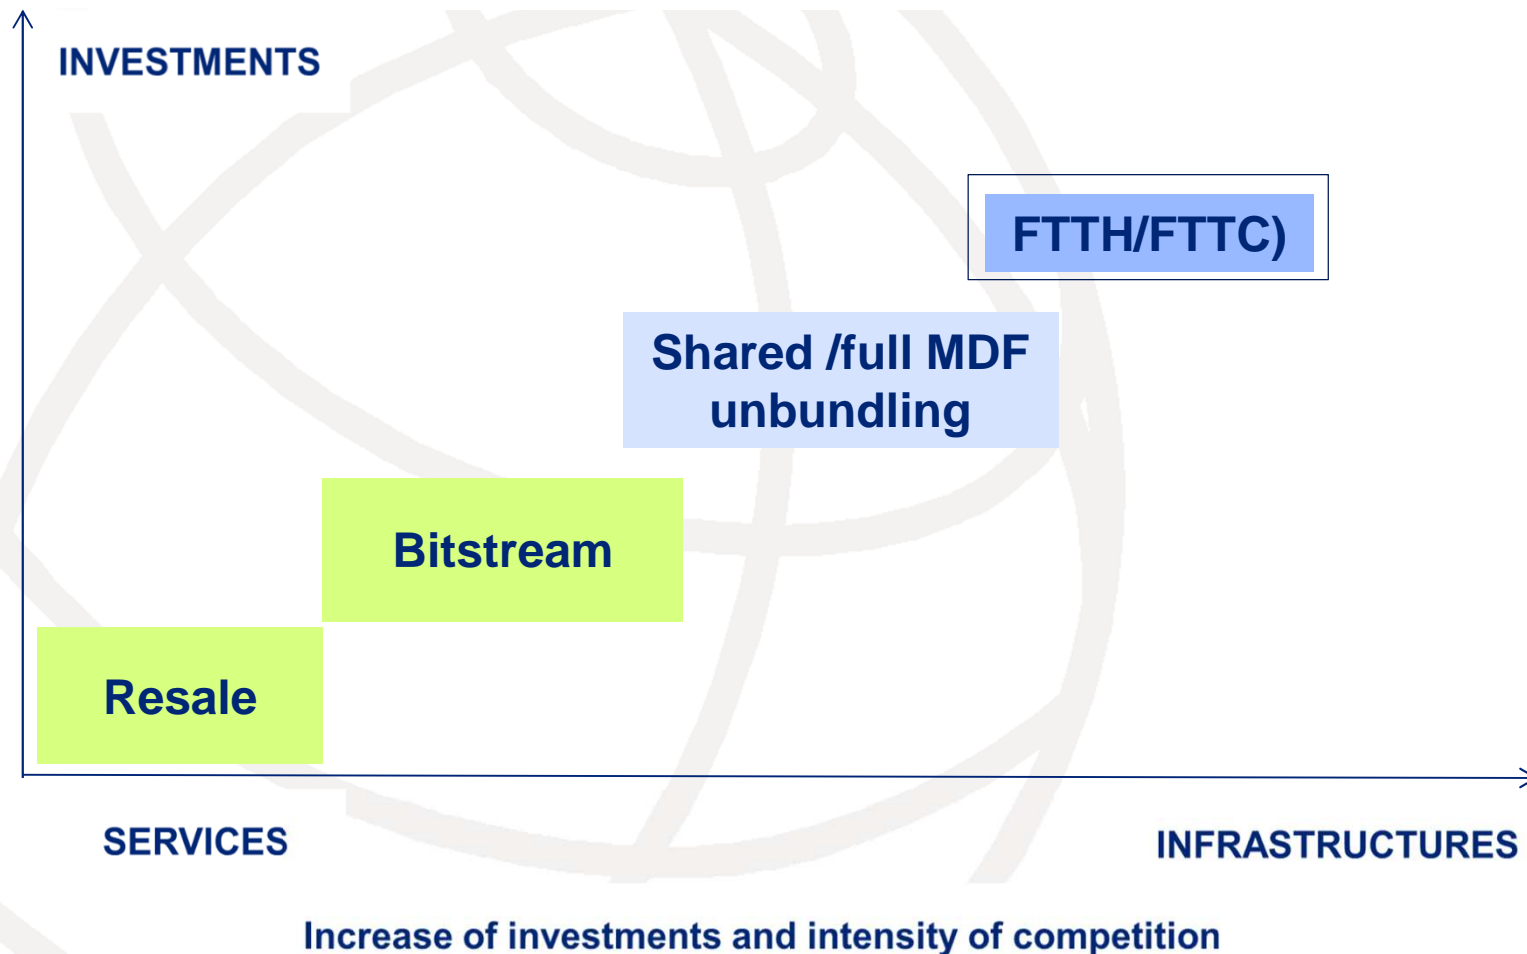 INVESTMENTS
FTTH/FTTC)
Shared /full MDF
unbundling
Bitstream
Resale
SERVICES
INFRASTRUCTURES
Increase of investments and intensity of competition